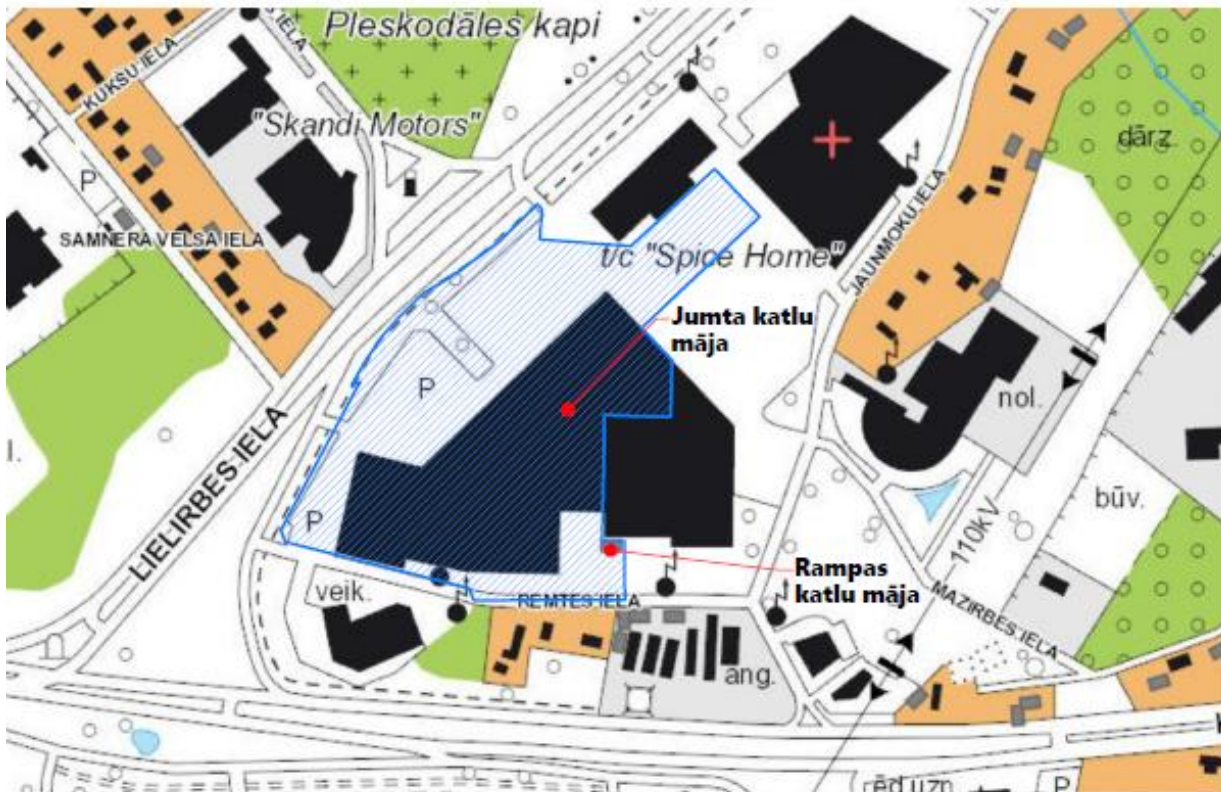 Pleskodāles kapi
KUKŠU IELA
"Skandi Motors"
dārz.
P
SAMNERA VELSA IELA
t/c "Spice Home"
JAUNMOKU IELA
Jumta katlu
māja
P
nol.
l.
LIELIRBES IELA
P
būv.
110kV
Rampas
katlu māja
veik.
REMTES IELA
MAZIRBES IELA
ang.
P